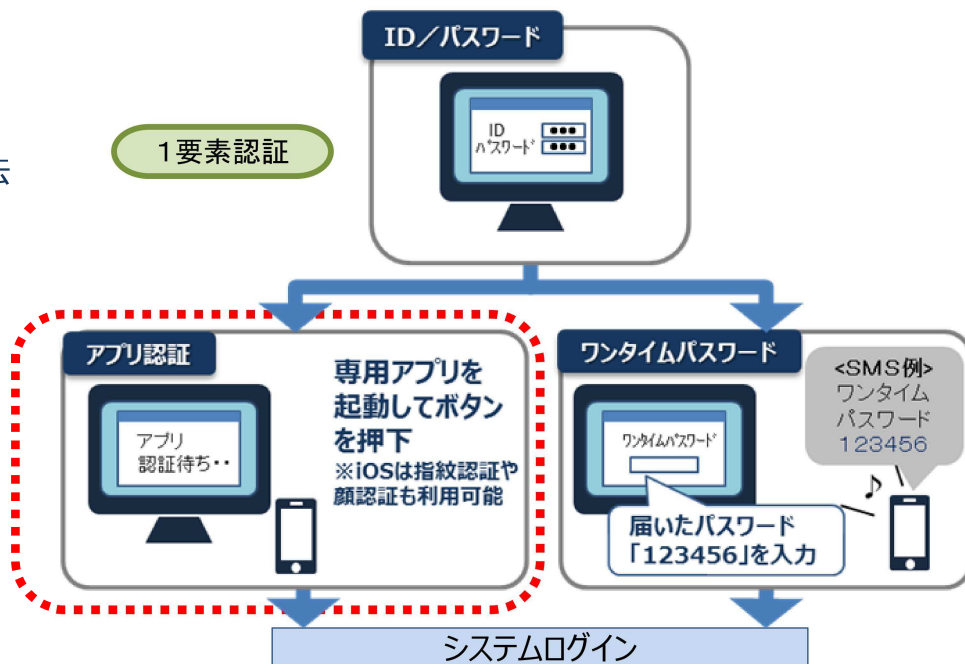 ID／パスワード
ID ●●●
パスワード ●●●
1要素認証
法
アプリ認証
アプリ
認証待ち・・
専用アプリを
起動してボタン
を押下
※iOSは指紋認証や
顔認証も利用可能
ワンタイムパスワード
ワンタイムパスワード
<SMS例>
ワンタイム
パスワード
123456
♪
届いたパスワード
「123456」を入力
システムログイン